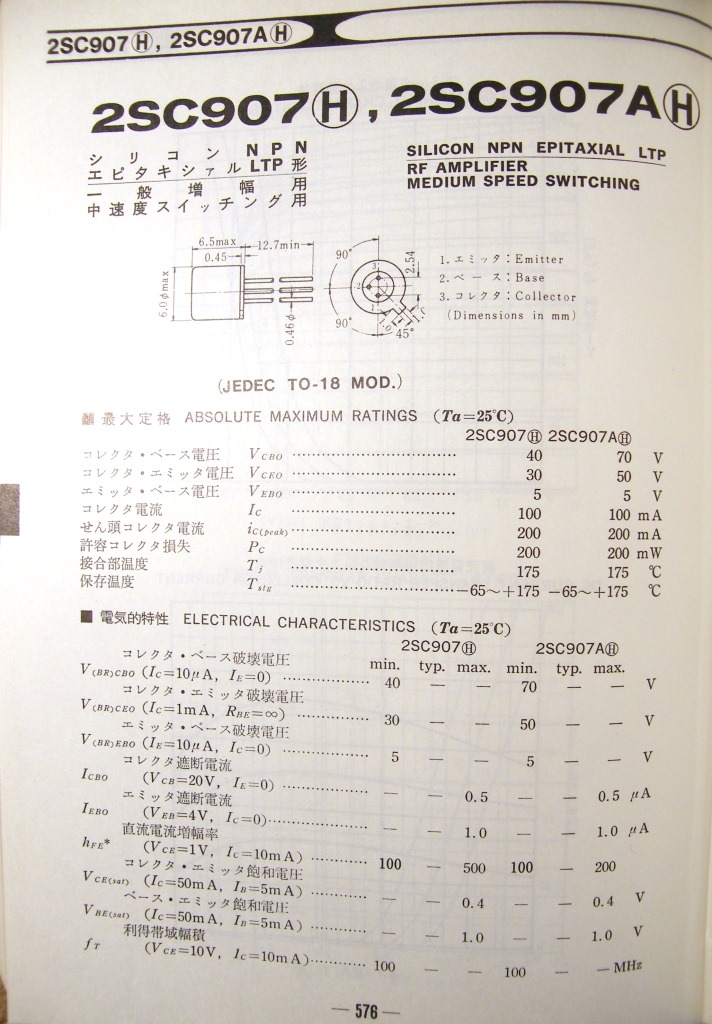 2SC907Ⓗ, 2SC907AⒽ
2SC907Ⓗ, 2SC907AⒽ
シリコン NPN
エピタキシァル LTP 形
一般増幅用
中速度スイッチング用
SILICON NPN EPITAXIAL LTP
RF AMPLIFIER
MEDIUM SPEED SWITCHING
6.5max 12.7min
0.45
6.0φmax
0.46φ
90°
90°
2.54
3
2
1
1.0
45°
1. エミッタ：Emitter
2. ベース：Base
3. コレクタ：Collector
(Dimensions in mm)
(JEDEC TO-18 MOD.)
最大定格 ABSOLUTE MAXIMUM RATINGS (Ta=25℃)
2SC907Ⓗ 2SC907AⒽ
コレクタ・ベース電圧 VCBO ………… 40 70 V
コレクタ・エミッタ電圧 VCEO ………… 30 50 V
エミッタ・ベース電圧 VEBO ………… 5 5 V
コレクタ電流 IC ………… 100 100 mA
せん頭コレクタ電流 iC(peak) ………… 200 200 mA
許容コレクタ損失 PC ………… 200 200 mW
接合部温度 Tj ………… 175 175 ℃
保存温度 Tstg ………… −65～+175 −65～+175 ℃
■ 電気的特性 ELECTRICAL CHARACTERISTICS (Ta=25℃)
2SC907Ⓗ 2SC907AⒽ
min. typ. max. min. typ. max.
コレクタ・ベース破壊電圧
V(BR)CBO (IC=10μA, IE=0) ………… 40 — — 70 — — V
コレクタ・エミッタ破壊電圧
V(BR)CEO (IC=1mA, RBE=∞) ………… 30 — — 50 — — V
エミッタ・ベース破壊電圧
V(BR)EBO (IE=10μA, IC=0) ………… 5 — — 5 — — V
コレクタ遮断電流
ICBO (VCB=20V, IE=0) ………… — — 0.5 — — 0.5 μA
エミッタ遮断電流
IEBO (VEB=4V, IC=0) ………… — — 1.0 — — 1.0 μA
直流電流増幅率
hFE* (VCE=1V, IC=10mA) ………… 100 — 500 100 — 200
コレクタ・エミッタ飽和電圧
VCE(sat) (IC=50mA, IB=5mA) ………… — — 0.4 — — 0.4 V
ベース・エミッタ飽和電圧
VBE(sat) (IC=50mA, IB=5mA) ………… — — 1.0 — — 1.0 V
利得帯域幅積
fT (VCE=10V, IC=10mA) ………… 100 — — 100 — — MHz
— 576 —